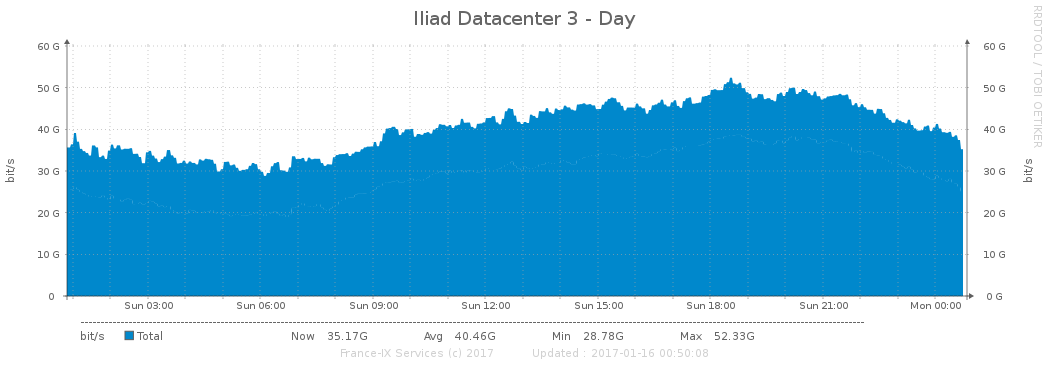 Iliad Datacenter 3 - Day
RRDTOOL / TOBI OETIKER
60 G 60 G
50 G 50 G
40 G 40 G
30 G 30 G
20 G 20 G
10 G 10 G
0 0 G
bit/s bit/s
Sun 03:00 Sun 06:00 Sun 09:00 Sun 12:00 Sun 15:00 Sun 18:00 Sun 21:00 Mon 00:00
bit/s Total Now 35.17G Avg 40.46G Min 28.78G Max 52.33G
France-IX Services (c) 2017 Updated : 2017-01-16 00:50:08